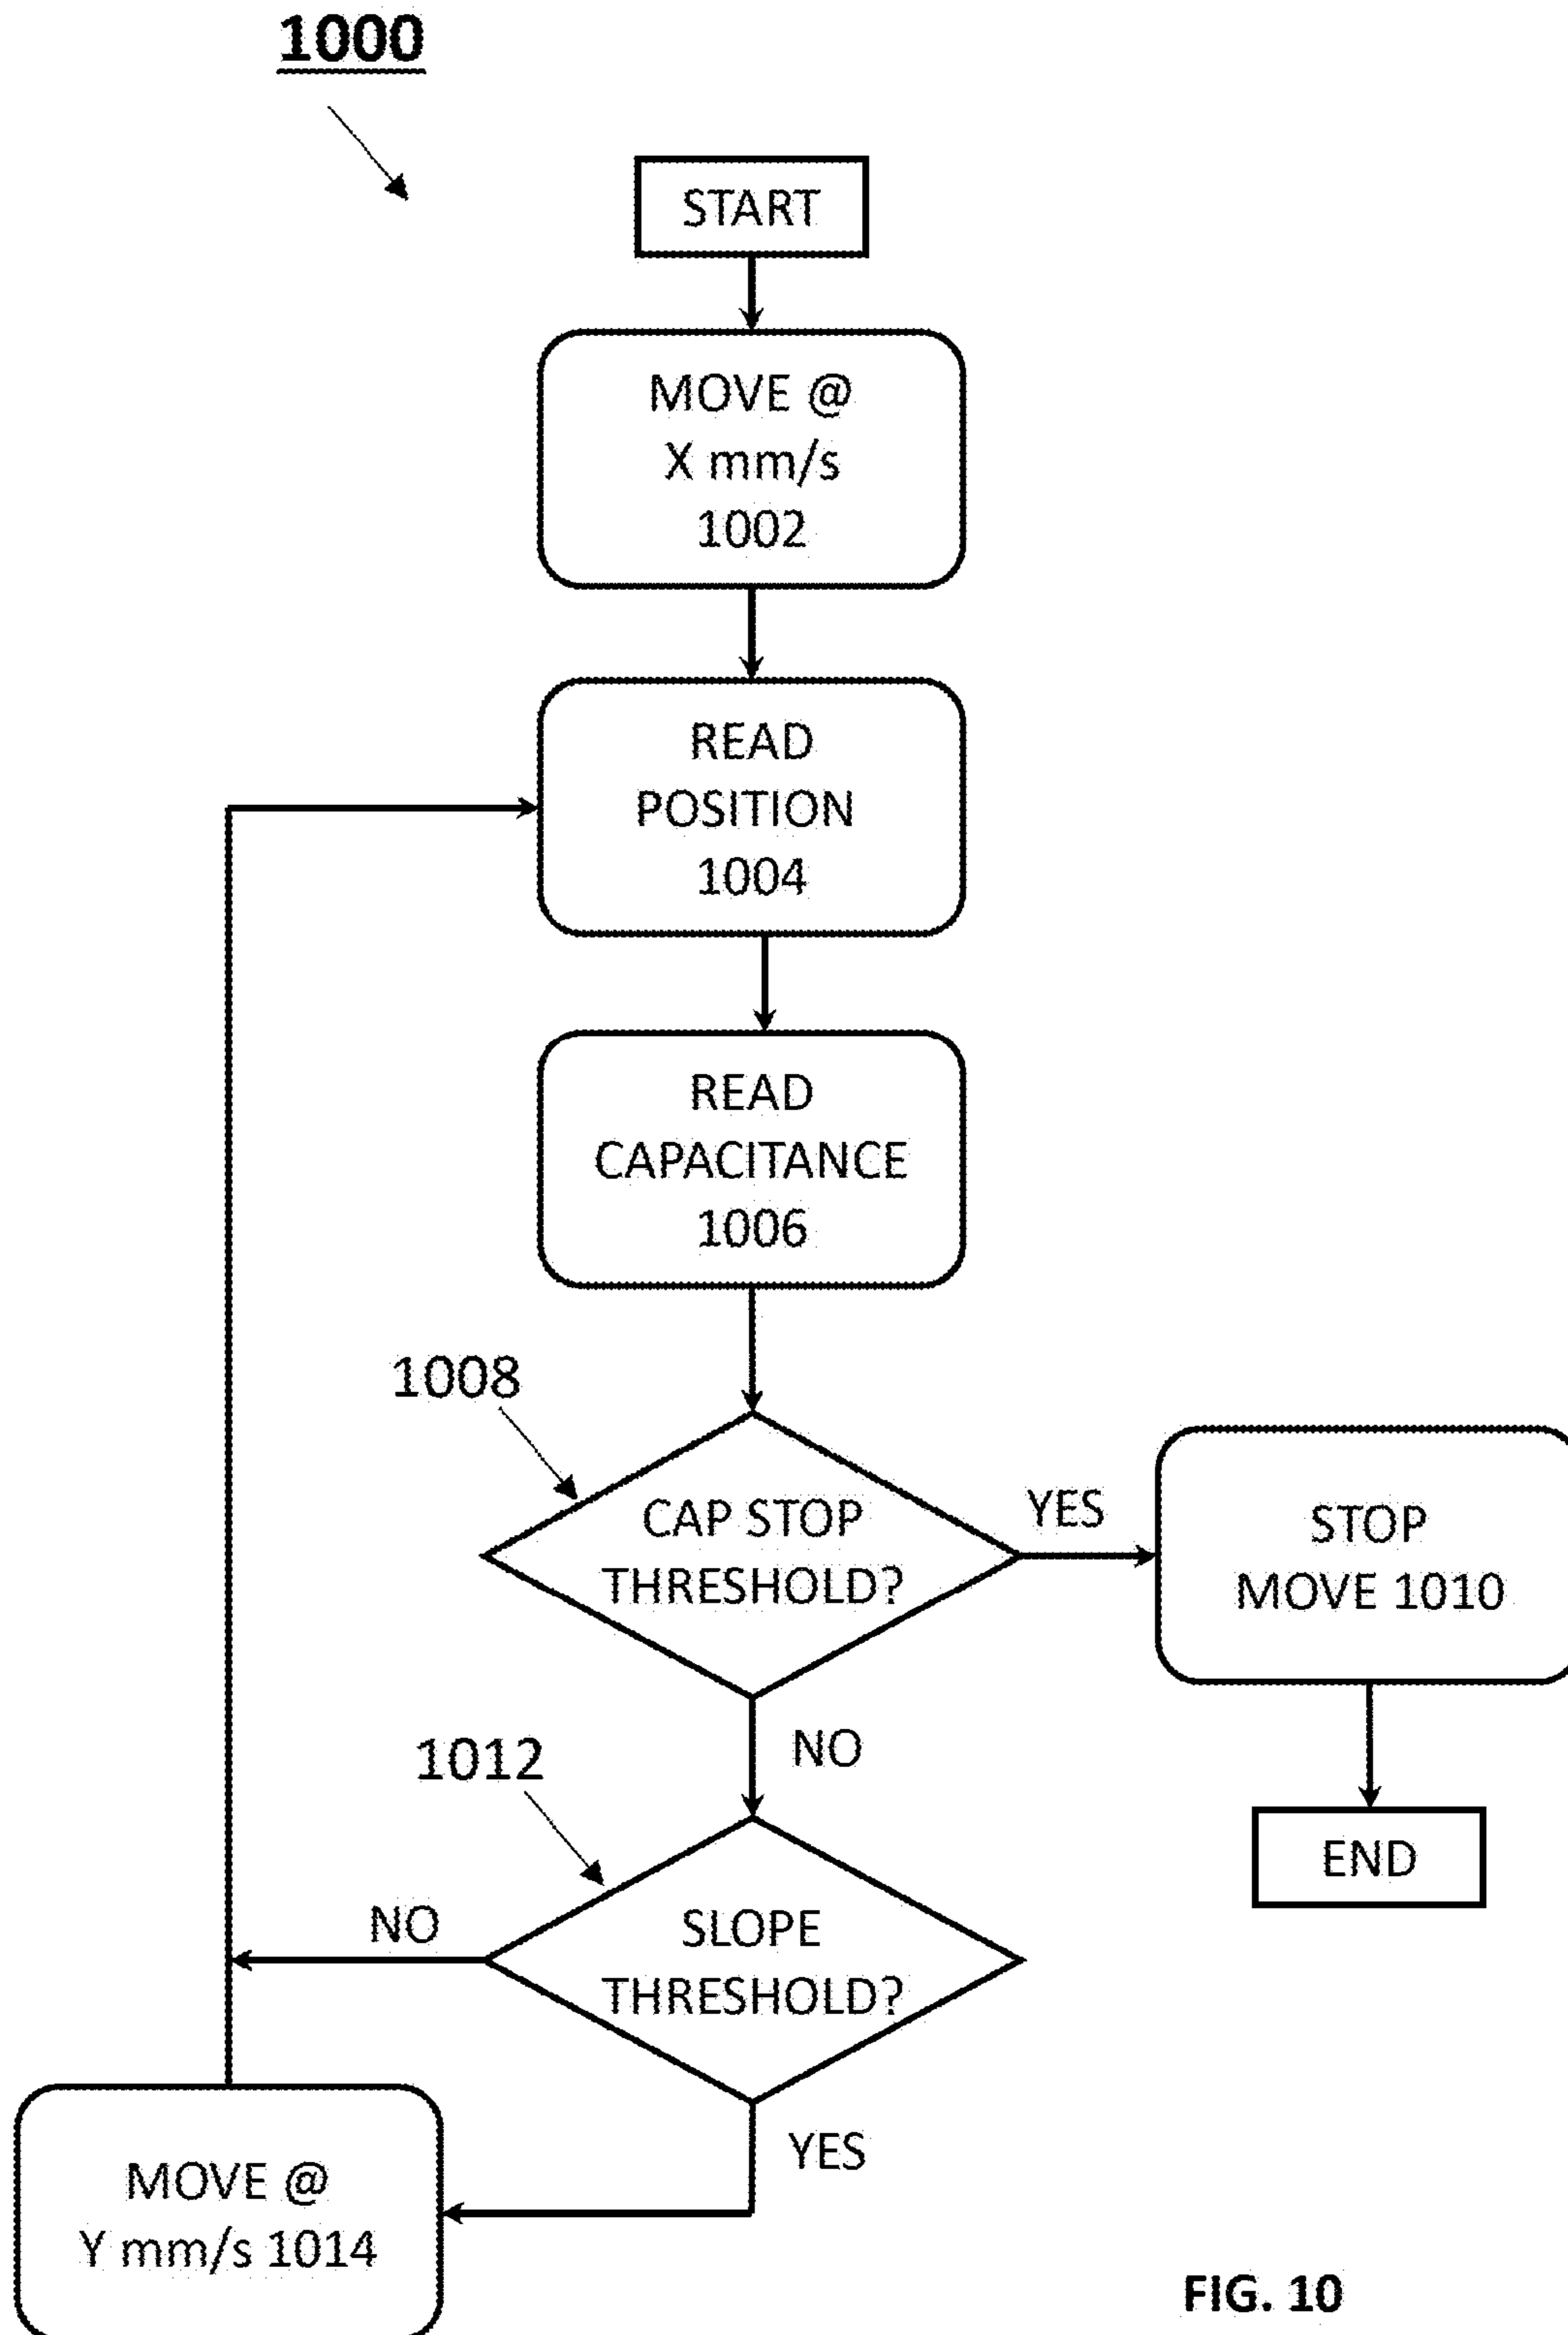 1000
START
MOVE @
X mm/s
1002
READ
POSITION
1004
READ
CAPACITANCE
1006
1008
CAP STOP
THRESHOLD?
YES
STOP
MOVE 1010
NO
END
1012
SLOPE
THRESHOLD?
NO
YES
MOVE @
Y mm/s 1014
FIG. 10